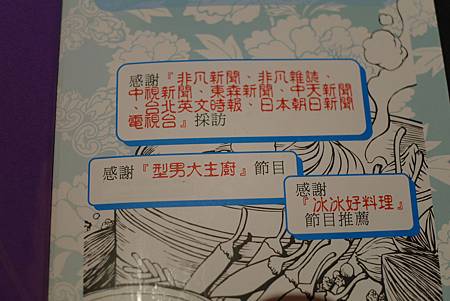 感謝『非凡新聞、非凡雜誌、
中視新聞、東森新聞、中天新聞
、台北英文時報、日本朝日新聞
電視台』採訪
感謝『型男大主廚』節目
感謝
『冰冰好料理』
節目推薦